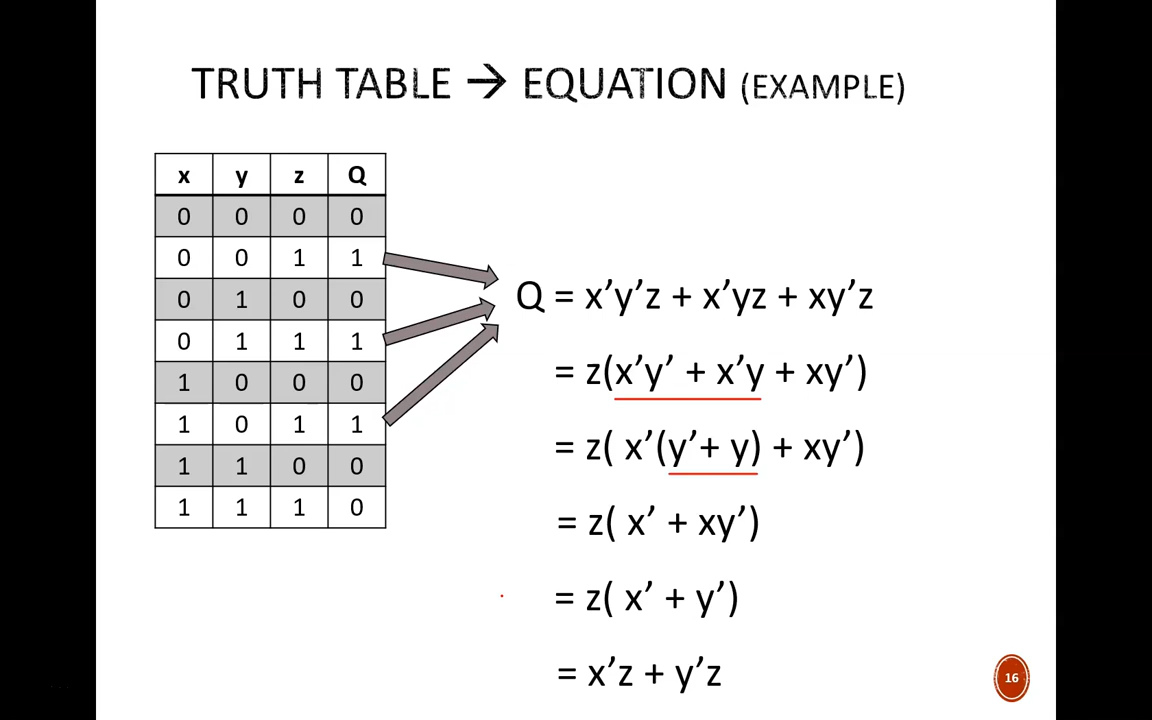 TRUTH TABLE → EQUATION (EXAMPLE)
x y z Q
0 0 0 0
0 0 1 1
0 1 0 0
0 1 1 1
1 0 0 0
1 0 1 1
1 1 0 0
1 1 1 0
Q = x’y’z + x’yz + xy’z
= z(x’y’ + x’y + xy’)
= z( x’(y’+ y) + xy’)
= z( x’ + xy’)
= z( x’ + y’)
= x’z + y’z
16